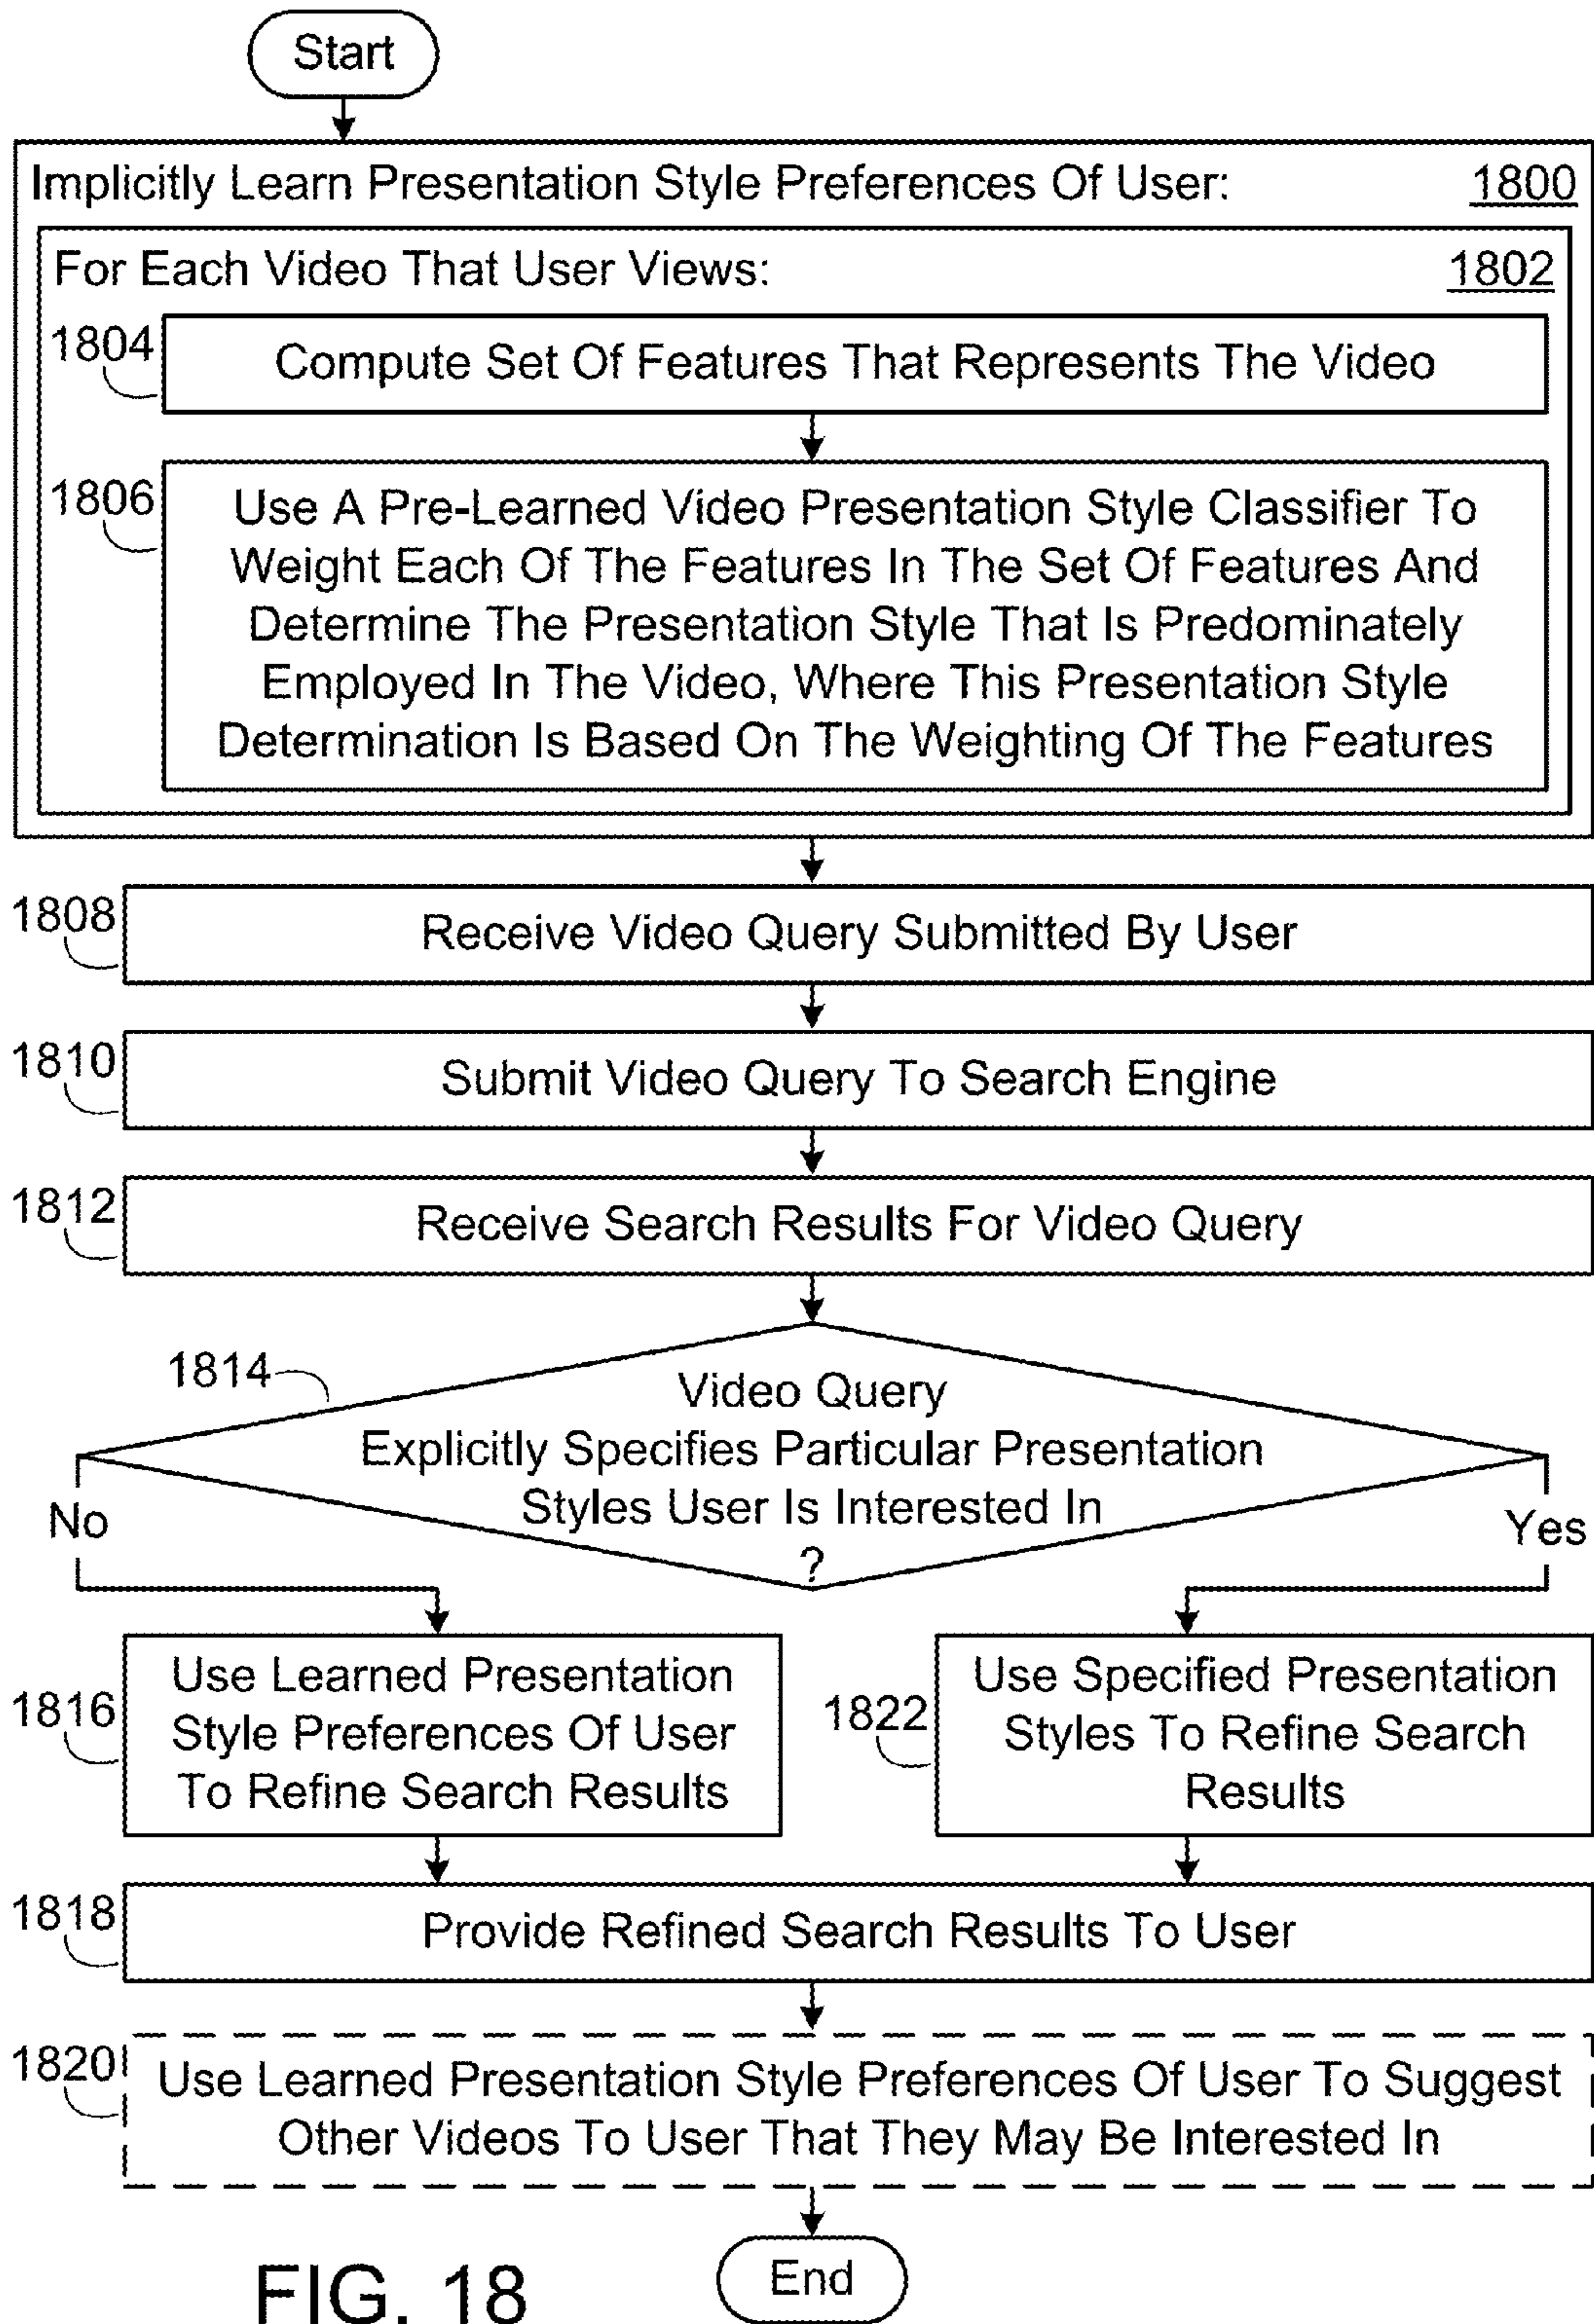 Start
Implicitly Learn Presentation Style Preferences Of User: 1800
For Each Video That User Views: 1802
1804
Compute Set Of Features That Represents The Video
1806
Use A Pre-Learned Video Presentation Style Classifier To
Weight Each Of The Features In The Set Of Features And
Determine The Presentation Style That Is Predominately
Employed In The Video, Where This Presentation Style
Determination Is Based On The Weighting Of The Features
1808
Receive Video Query Submitted By User
1810
Submit Video Query To Search Engine
1812
Receive Search Results For Video Query
1814
Video Query
Explicitly Specifies Particular Presentation
Styles User Is Interested In
?
No
Yes
1816
Use Learned Presentation
Style Preferences Of User
To Refine Search Results
1822
Use Specified Presentation
Styles To Refine Search
Results
1818
Provide Refined Search Results To User
1820
Use Learned Presentation Style Preferences Of User To Suggest
Other Videos To User That They May Be Interested In
End
FIG. 18